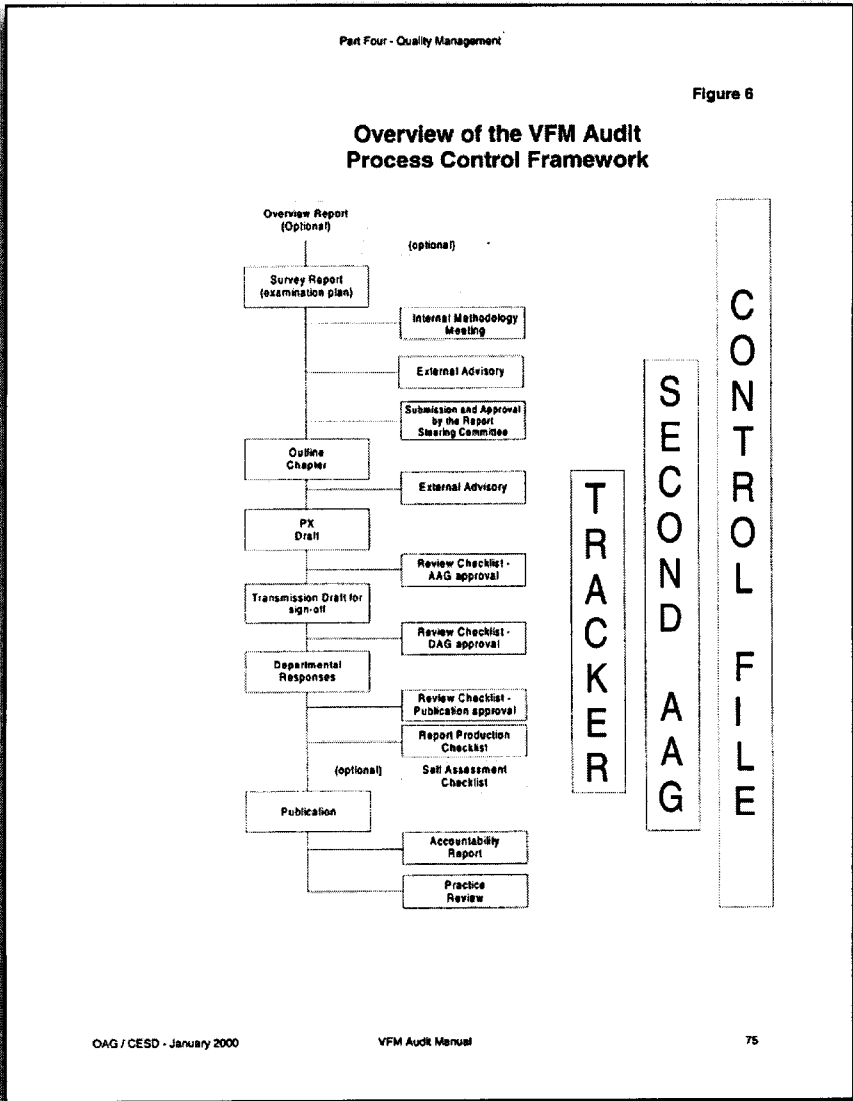 Part Four - Quality Management
Figure 6
Overview of the VFM Audit
Process Control Framework
Overview Report
(Optional)
(optional)
Survey Report
(examination plan)
Internal Methodology
Meeting
External Advisory
Submission and Approval
by the Report
Steering Committee
Outline
Chapter
External Advisory
PX
Draft
Review Checklist -
AAG approval
Transmission Draft for
sign-off
Review Checklist -
DAG approval
Departmental
Responses
Review Checklist -
Publication approval
Report Production
Checklist
(optional)
Self Assessment
Checklist
Publication
Accountability
Report
Practice
Review
TRACKER
SECOND AAG
CONTROL FILE
OAG / CESD - January 2000
VFM Audit Manual
75